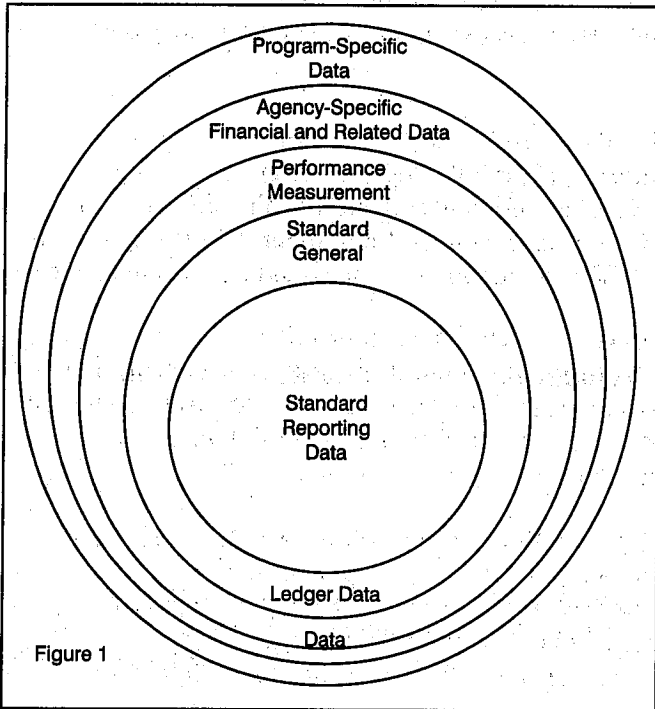 Program-Specific
Data
Agency-Specific
Financial and Related Data
Performance
Measurement
Standard
General
Standard
Reporting
Data
Ledger Data
Data
Figure 1